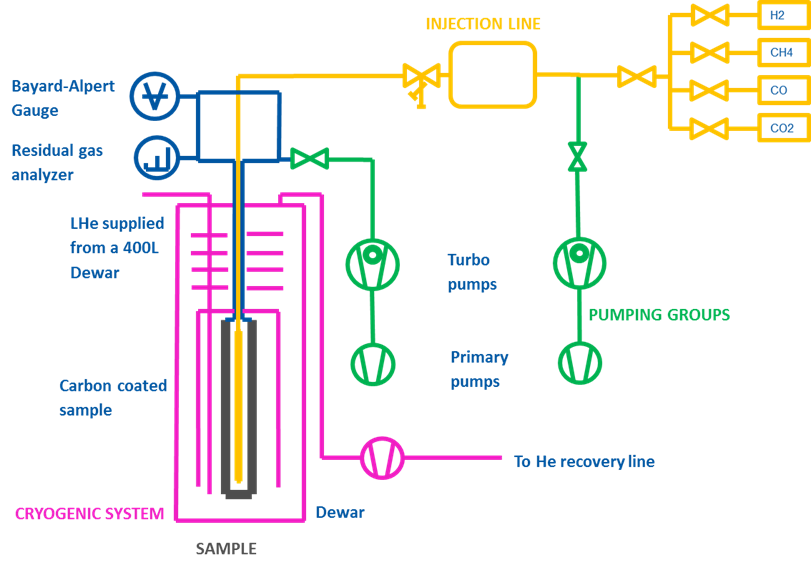 INJECTION LINE
H2
CH4
CO
CO2
Bayard-Alpert
Gauge
Residual gas
analyzer
LHe supplied
from a 400L
Dewar
Turbo
pumps
PUMPING GROUPS
Primary
pumps
Carbon coated
sample
To He recovery line
CRYOGENIC SYSTEM
Dewar
SAMPLE